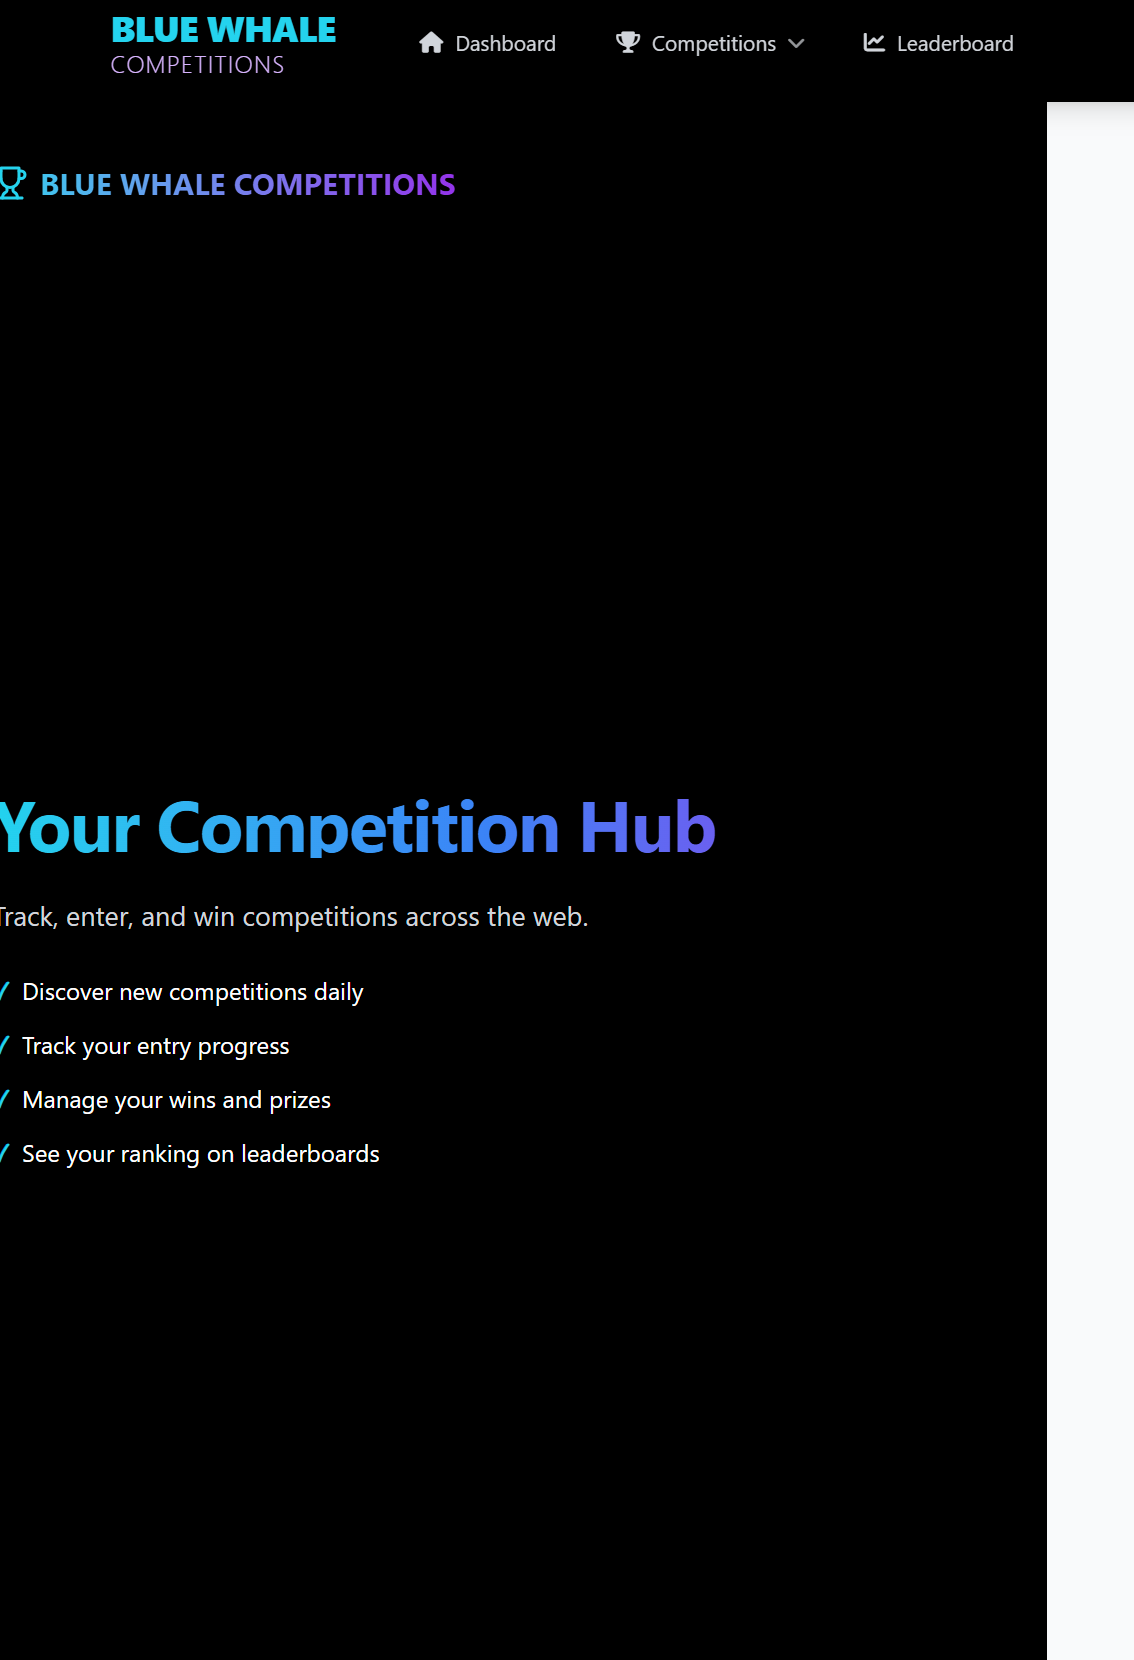 BLUE WHALE
COMPETITIONS
Dashboard
Competitions
Leaderboard
BLUE WHALE COMPETITIONS
Your Competition Hub
Track, enter, and win competitions across the web.
✓ Discover new competitions daily
✓ Track your entry progress
✓ Manage your wins and prizes
✓ See your ranking on leaderboards